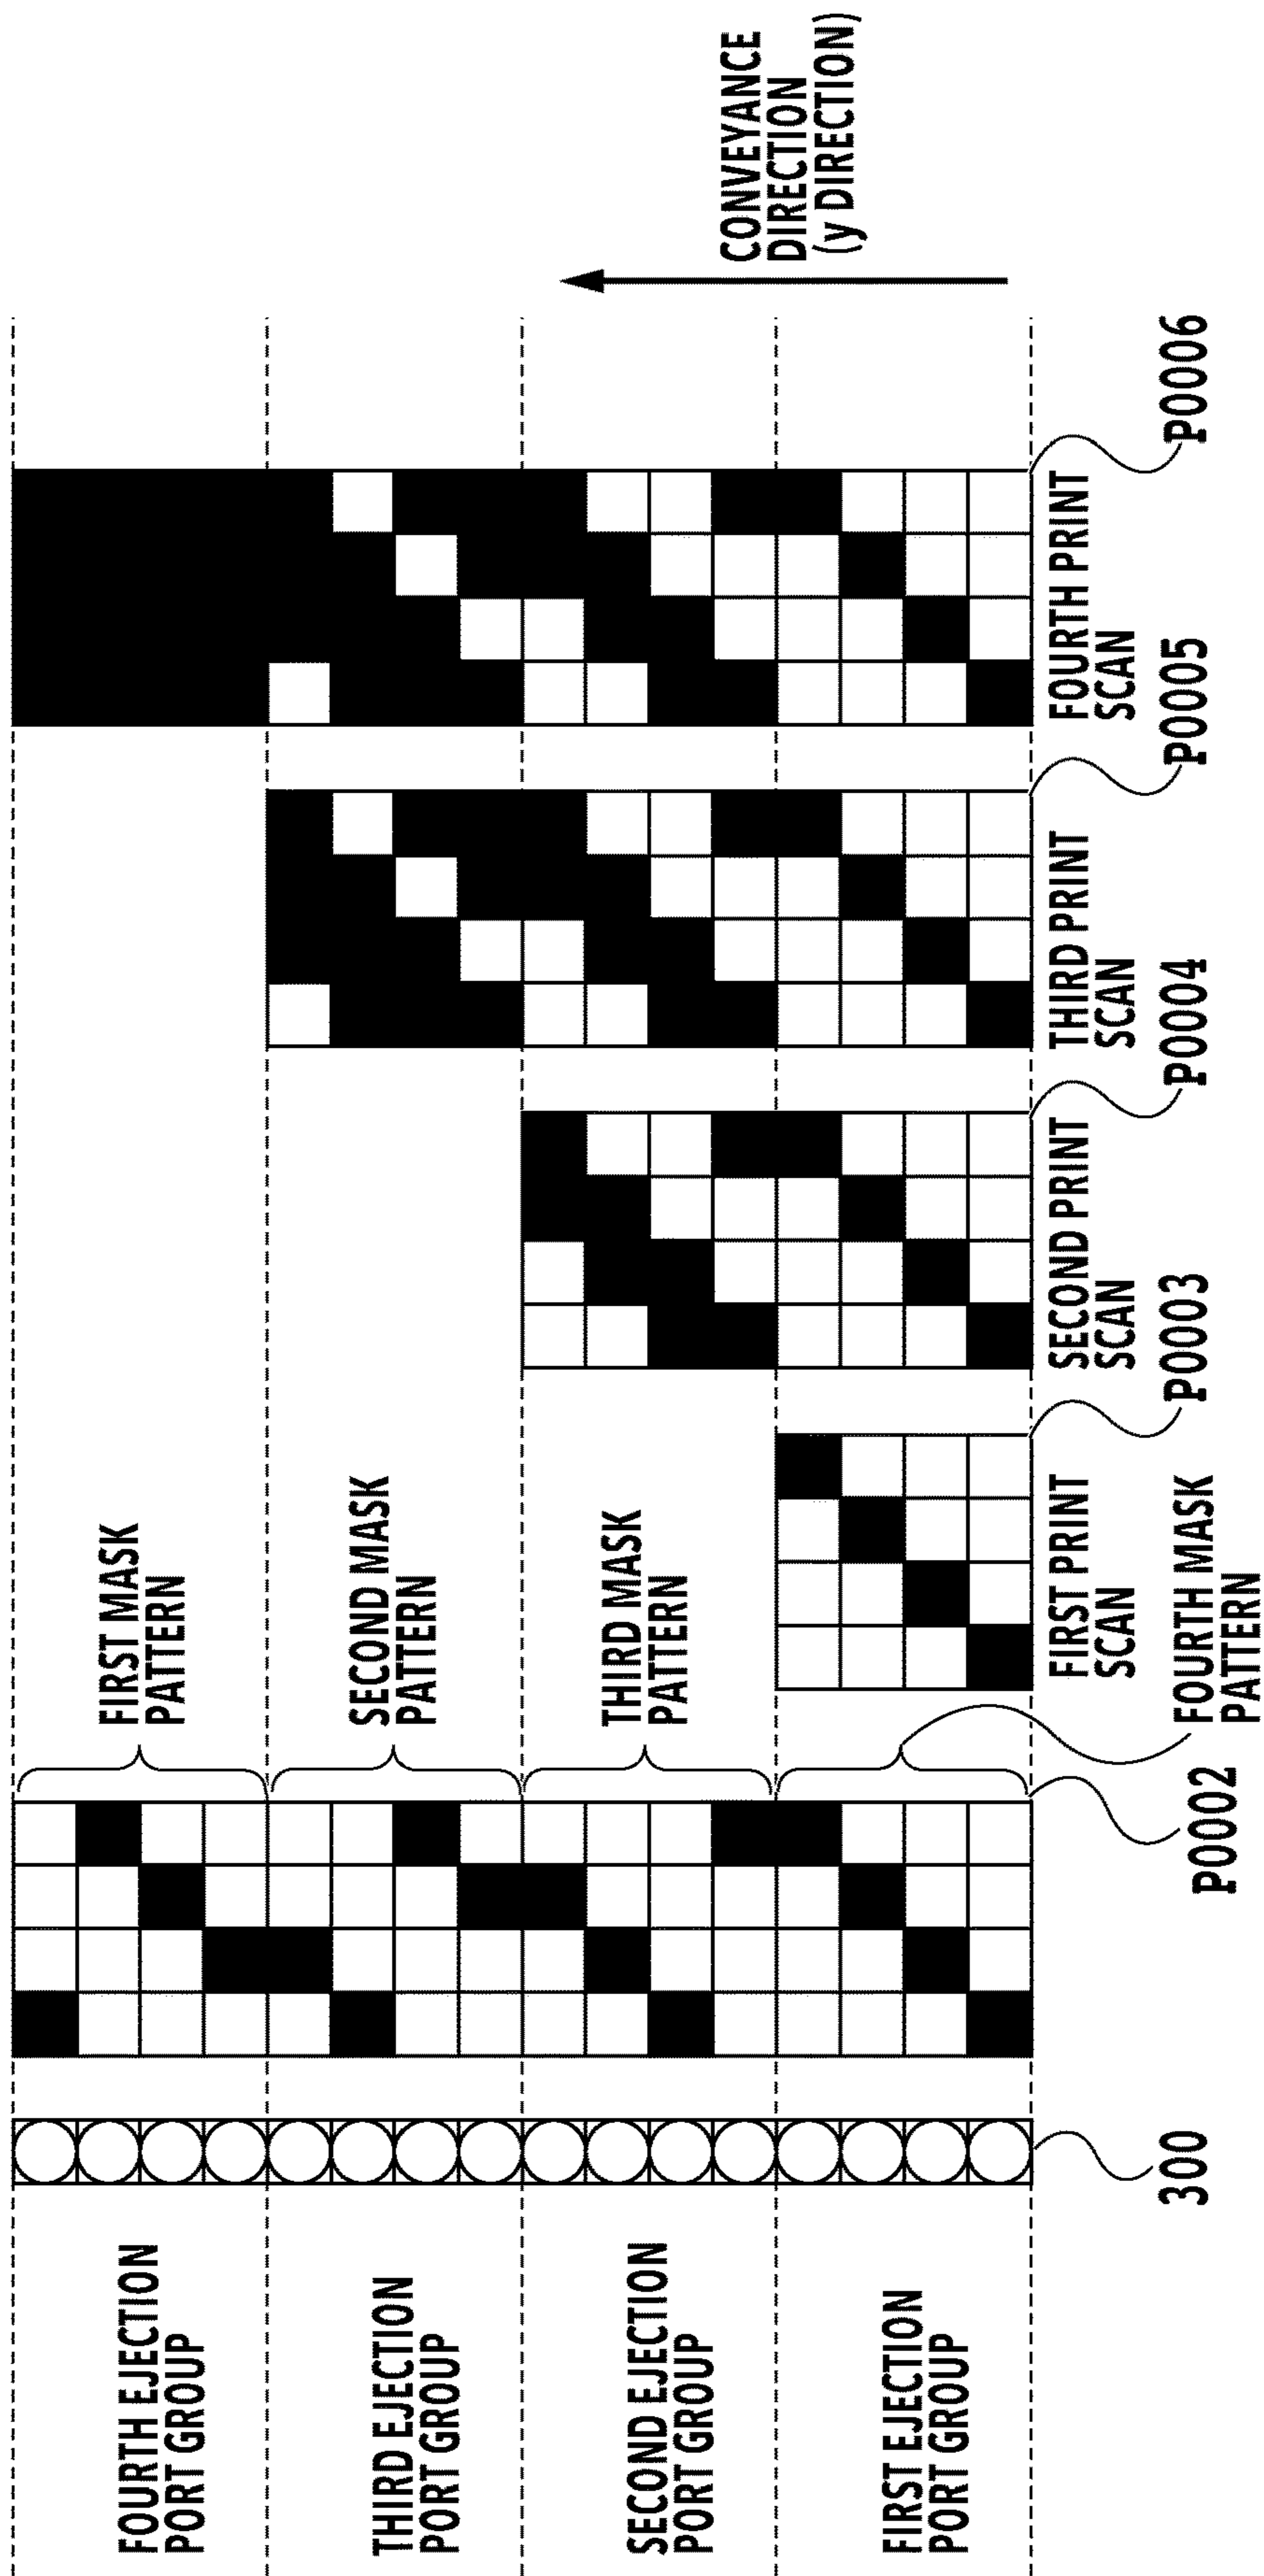 FOURTH EJECTION
PORT GROUP
THIRD EJECTION
PORT GROUP
SECOND EJECTION
PORT GROUP
FIRST EJECTION
PORT GROUP
300
P0002
FIRST MASK
PATTERN
SECOND MASK
PATTERN
THIRD MASK
PATTERN
FOURTH MASK
PATTERN
FIRST PRINT
SCAN
P0003
SECOND PRINT
SCAN
P0004
THIRD PRINT
SCAN
P0005
FOURTH PRINT
SCAN
P0006
CONVEYANCE
DIRECTION
(y DIRECTION)